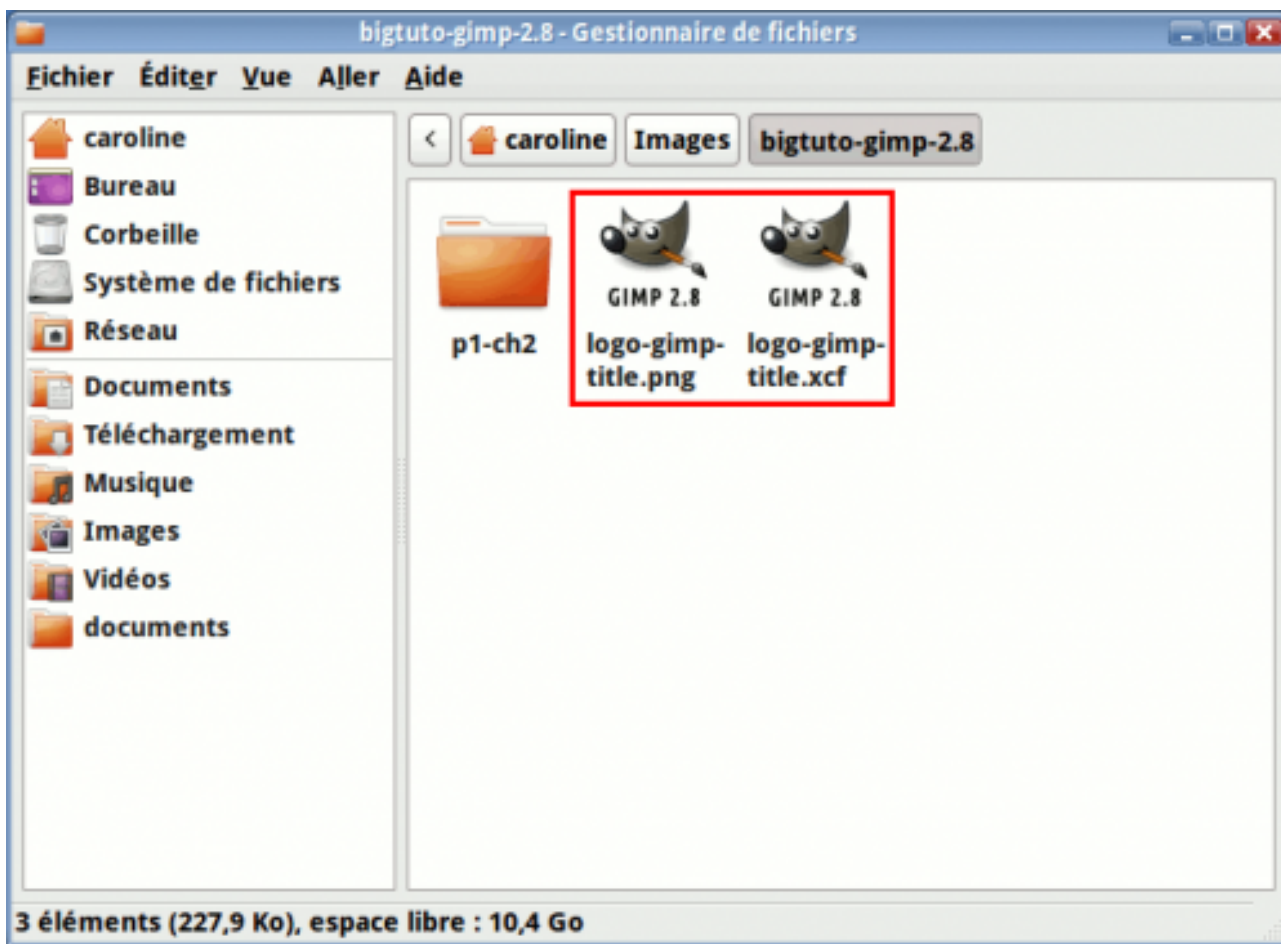 bigtuto-gimp-2.8 - Gestionnaire de fichiers
Fichier Éditer Vue Aller Aide
caroline
Bureau
Corbeille
Système de fichiers
Réseau
Documents
Téléchargement
Musique
Images
Vidéos
documents
< caroline Images bigtuto-gimp-2.8
p1-ch2
GIMP 2.8
logo-gimp-
title.png
GIMP 2.8
logo-gimp-
title.xcf
3 éléments (227,9 Ko), espace libre : 10,4 Go